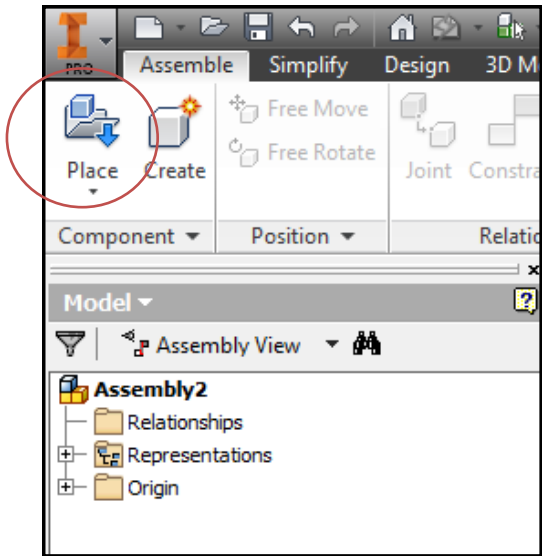 PRO
Assemble Simplify Design 3D M
Free Move
Free Rotate
Place Create Joint Constra
Component Position Relatio
Model
Assembly View
Assembly2
Relationships
Representations
Origin